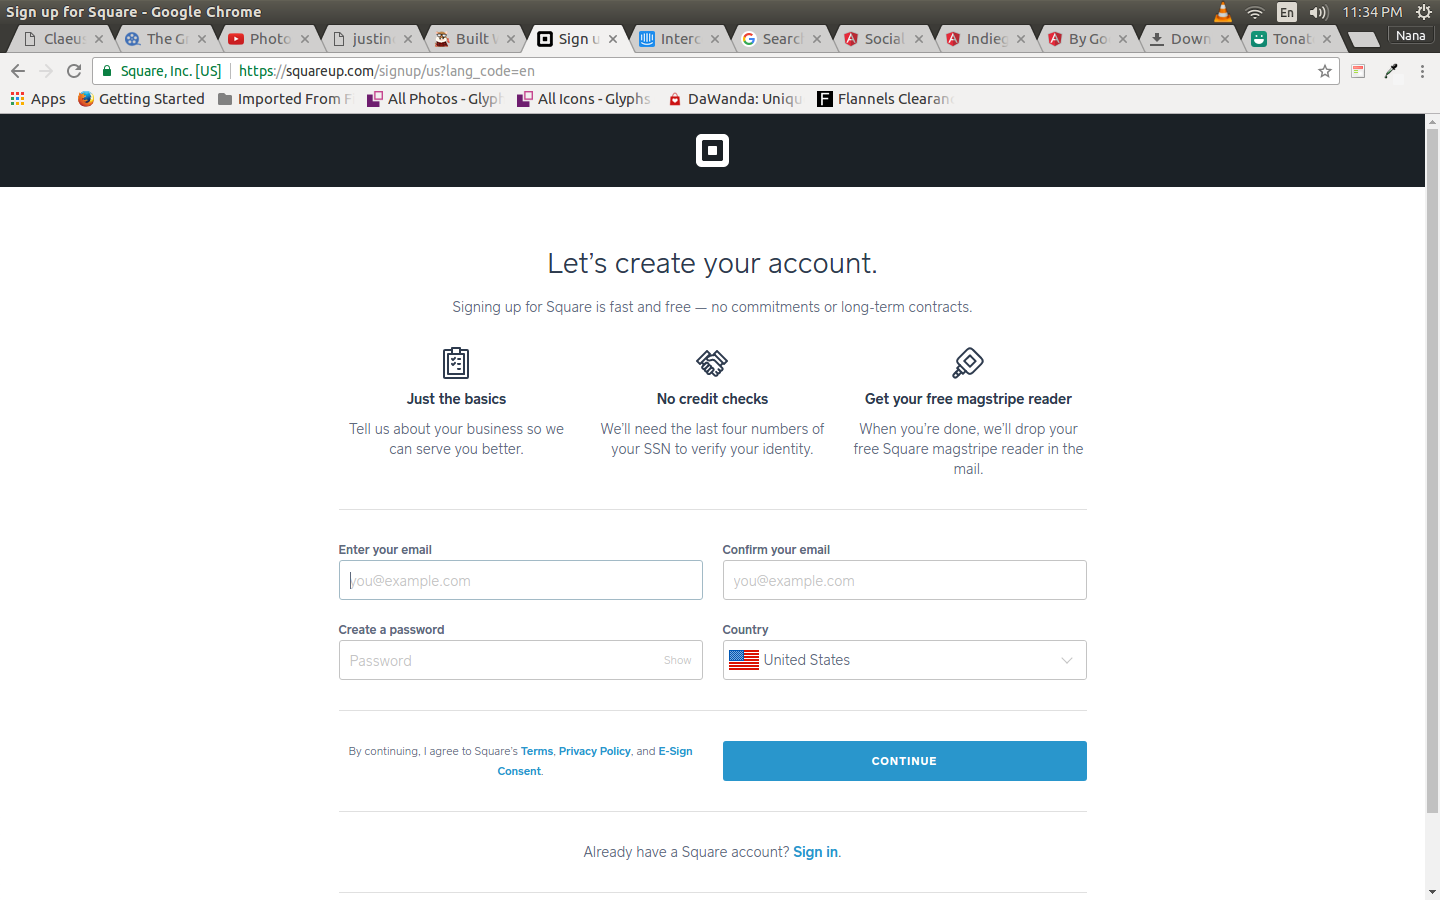 Sign up for Square - Google Chrome
En
11:34 PM
Claeus
The G
Photo
justin
Built
Sign u
Interc
Search
Social
Indieg
By Go
Down
Tonat
Nana
Square, Inc. [US]
https://squareup.com/signup/us?lang_code=en
Apps
Getting Started
Imported From F
All Photos - Glyph
All Icons - Glyphs
DaWanda: Uniqu
Flannels Clearan
Let's create your account.
Signing up for Square is fast and free — no commitments or long-term contracts.
Just the basics
Tell us about your business so we
can serve you better.
No credit checks
We'll need the last four numbers of
your SSN to verify your identity.
Get your free magstripe reader
When you're done, we'll drop your
free Square magstripe reader in the
mail.
Enter your email
you@example.com
Confirm your email
you@example.com
Create a password
Password
Show
Country
United States
By continuing, I agree to Square's Terms, Privacy Policy, and E-Sign
Consent.
CONTINUE
Already have a Square account? Sign in.